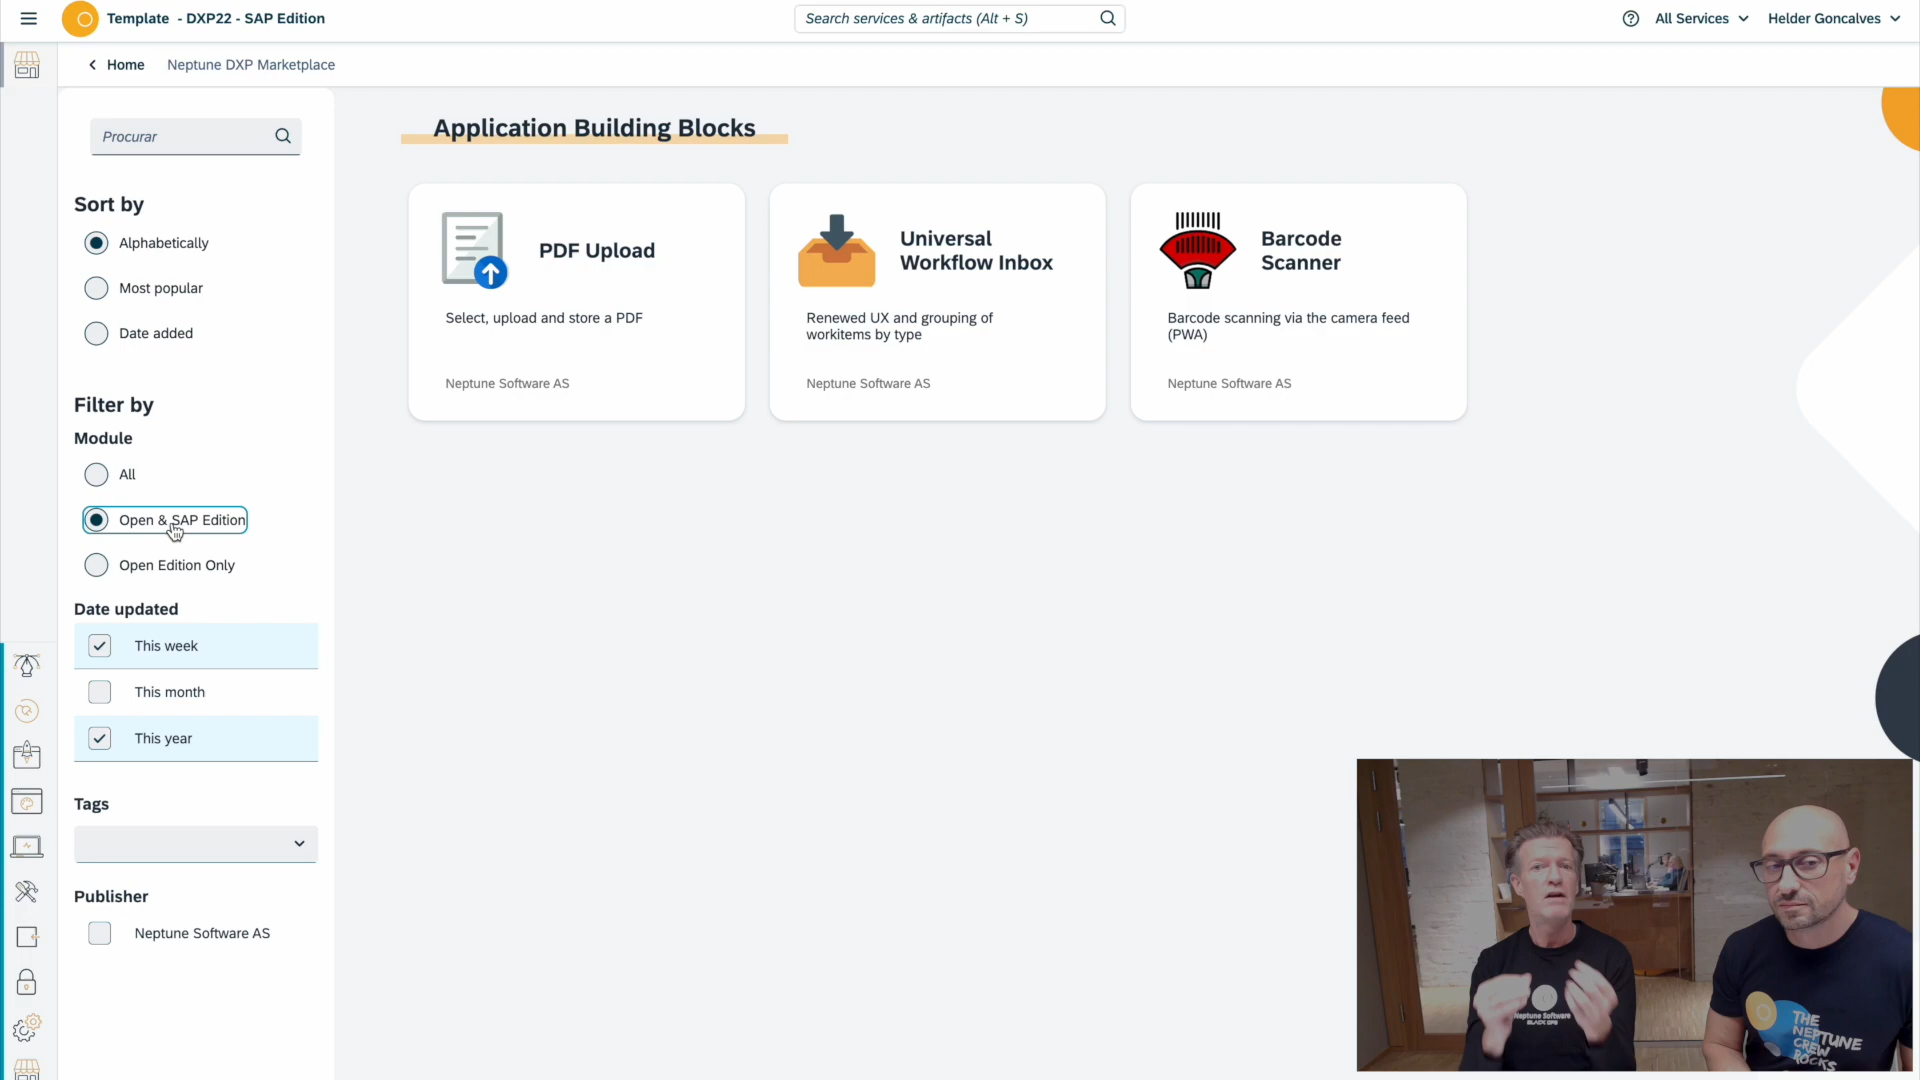 Template - DXP22 - SAP Edition
Search services & artifacts (Alt + S)
All Services
Helder Goncalves
Home
Neptune DXP Marketplace
Procurar
Sort by
Alphabetically
Most popular
Date added
Filter by
Module
All
Open & SAP Edition
Open Edition Only
Date updated
This week
This month
This year
Tags
Publisher
Neptune Software AS
Application Building Blocks
PDF Upload
Select, upload and store a PDF
Neptune Software AS
Universal
Workflow Inbox
Renewed UX and grouping of
workitems by type
Neptune Software AS
Barcode
Scanner
Barcode scanning via the camera feed
(PWA)
Neptune Software AS
Neptune Software
BLACK OPS
THE
NEPTUNE
CREW
ROCKS